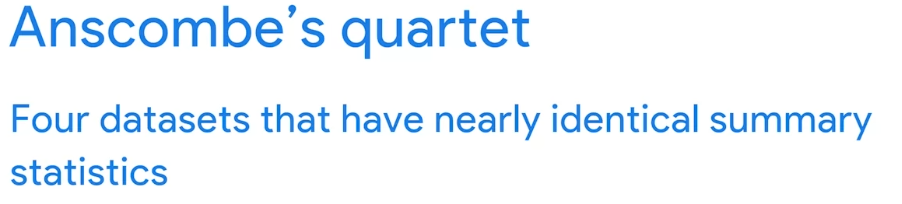 Anscombe’s quartet
Four datasets that have nearly identical summary
statistics